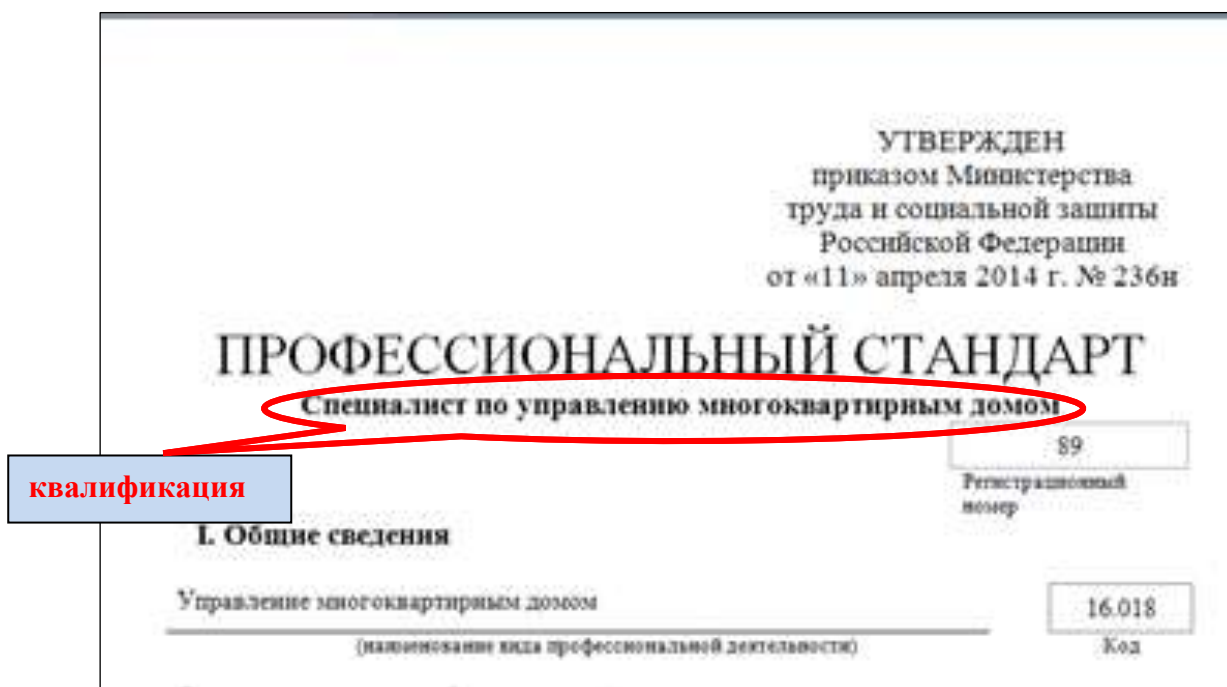 УТВЕРЖДЕН
приказом Министерства
труда и социальной защиты
Российской Федерации
от «11» апреля 2014 г. № 236н
ПРОФЕССИОНАЛЬНЫЙ СТАНДАРТ
Специалист по управлению многоквартирным домом
89
Регистрационный
номер
квалификация
I. Общие сведения
Управление многоквартирным домом
16.018
(наименование вида профессиональной деятельности)
Код